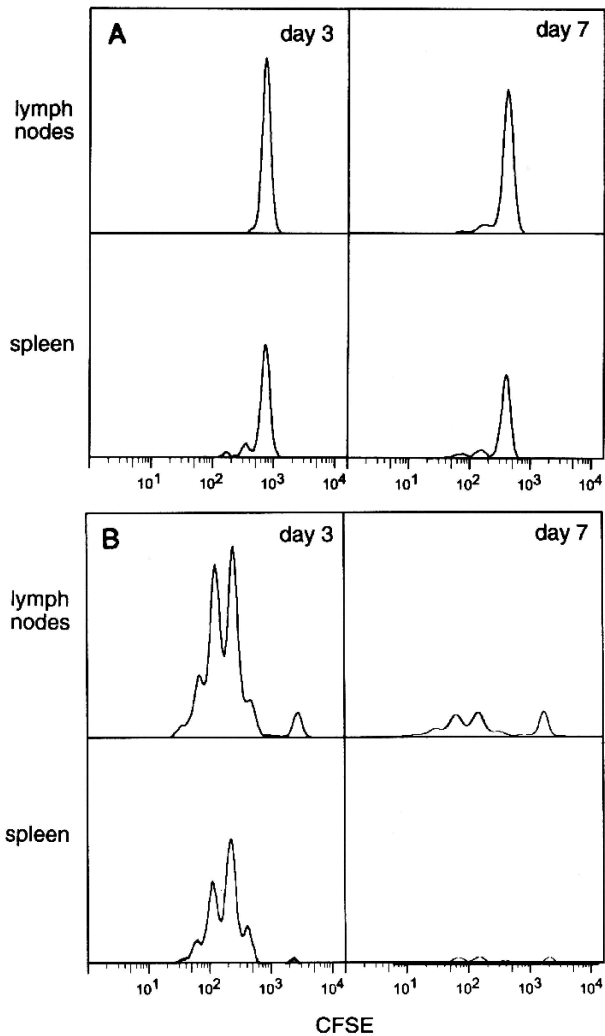 A day 3 day 7
lymph
nodes
spleen
10¹ 10² 10³ 10⁴ 10¹ 10² 10³ 10⁴
B day 3 day 7
lymph
nodes
spleen
10¹ 10² 10³ 10⁴ 10¹ 10² 10³ 10⁴
CFSE